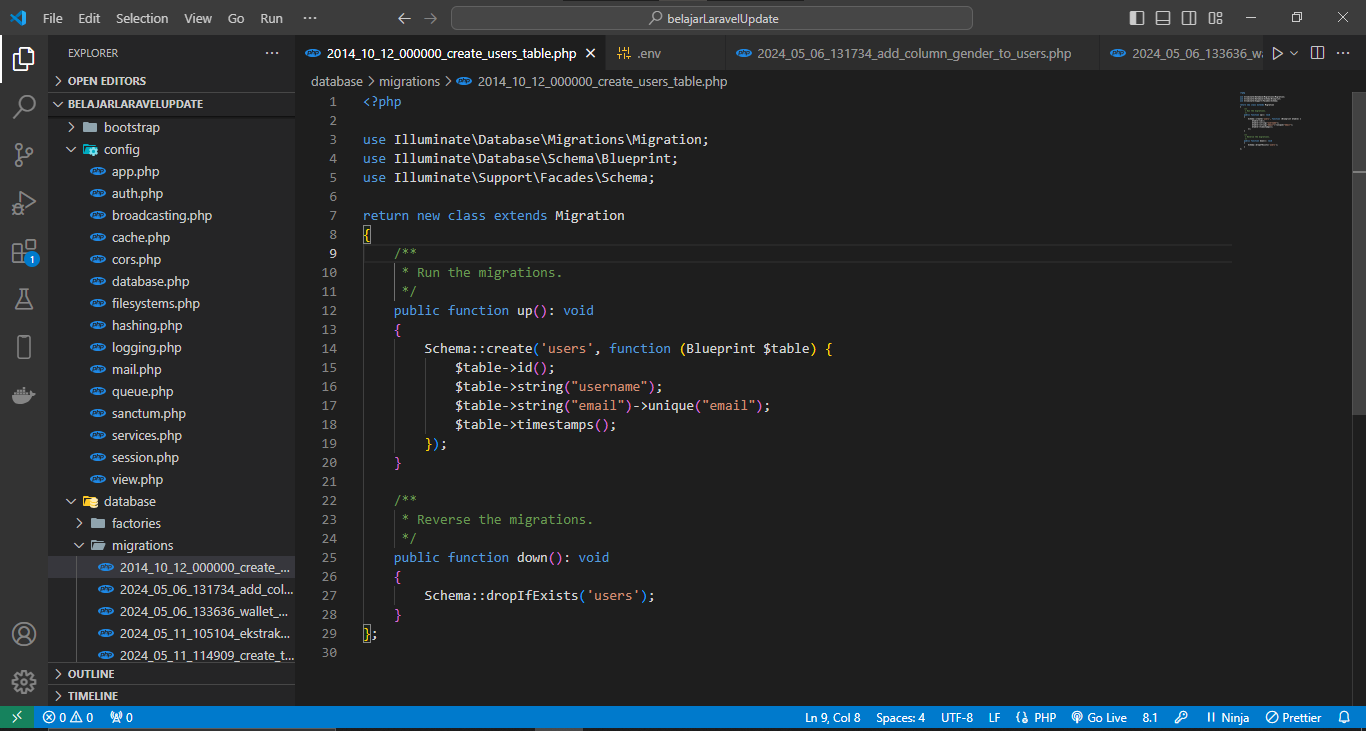 File Edit Selection View Go Run ··· belajarLaravelUpdate
EXPLORER ···
OPEN EDITORS
BELAJARLARAVELUPDATE
bootstrap
config
app.php
auth.php
broadcasting.php
cache.php
cors.php
database.php
filesystems.php
hashing.php
logging.php
mail.php
queue.php
sanctum.php
services.php
session.php
view.php
database
factories
migrations
2014_10_12_000000_create_...
2024_05_06_131734_add_col...
2024_05_06_133636_wallet_...
2024_05_11_105104_ekstrak...
2024_05_11_114909_create_t...
OUTLINE
TIMELINE
1
2014_10_12_000000_create_users_table.php .env 2024_05_06_131734_add_column_gender_to_users.php 2024_05_06_133636_wa
database > migrations > 2014_10_12_000000_create_users_table.php
1 <?php
2
3 use Illuminate\Database\Migrations\Migration;
4 use Illuminate\Database\Schema\Blueprint;
5 use Illuminate\Support\Facades\Schema;
6
7 return new class extends Migration
8 {
9 /**
10 * Run the migrations.
11 */
12 public function up(): void
13 {
14 Schema::create('users', function (Blueprint $table) {
15 $table->id();
16 $table->string("username");
17 $table->string("email")->unique("email");
18 $table->timestamps();
19 });
20 }
21
22 /**
23 * Reverse the migrations.
24 */
25 public function down(): void
26 {
27 Schema::dropIfExists('users');
28 }
29 };
30
0 0 0 Ln 9, Col 8 Spaces: 4 UTF-8 LF PHP Go Live 8.1 Ninja Prettier